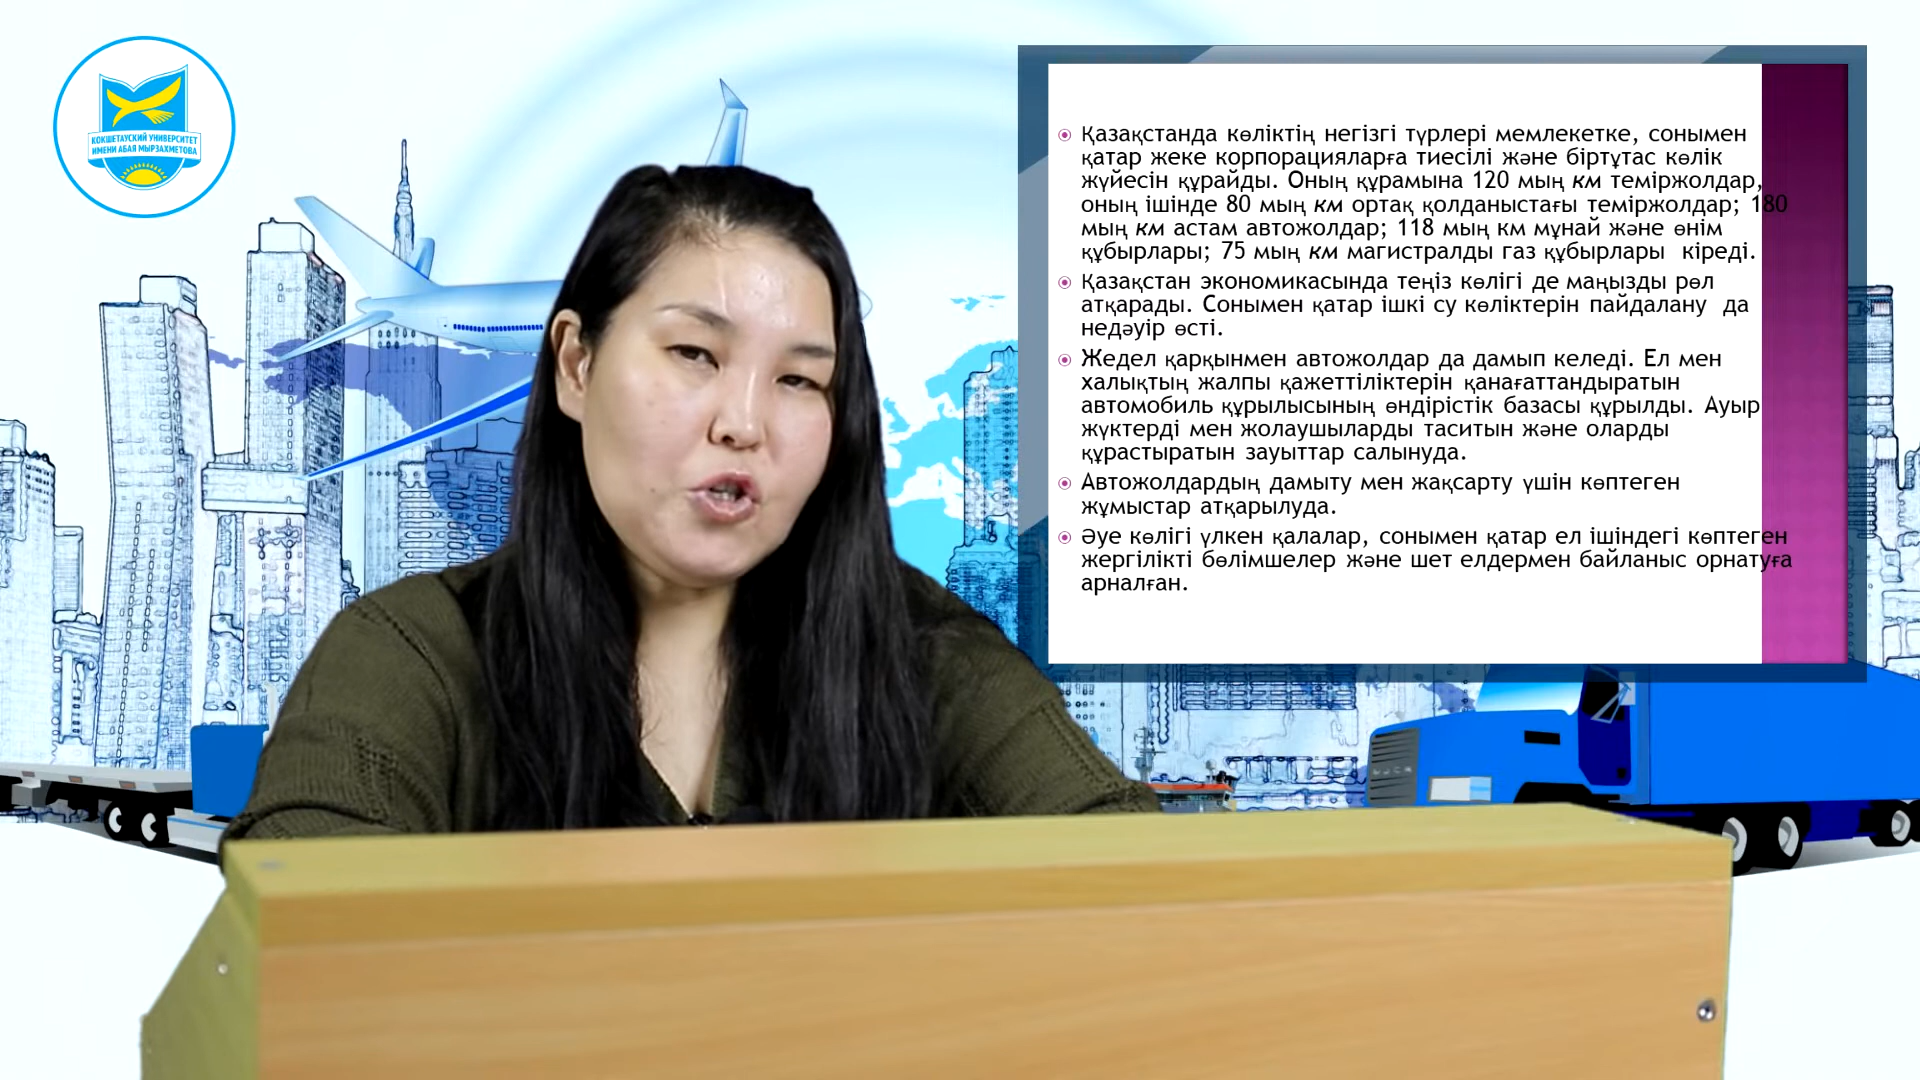 КОКШЕТАУСКИЙ УНИВЕРСИТЕТ
ИМЕНИ АБАЯ МЫРЗАХМЕТОВА
Қазақстанда көліктің негізгі түрлері мемлекетке, сонымен
қатар жеке корпорацияларға тиесілі және біртұтас көлік
жүйесін құрайды. Оның құрамына 120 мың км теміржолдар,
оның ішінде 80 мың км ортақ қолданыстағы теміржолдар; 180
мың км астам автожолдар; 118 мың км мұнай және өнім
құбырлары; 75 мың км магистралды газ құбырлары кіреді.
Қазақстан экономикасында теңіз көлігі де маңызды рөл
атқарады. Сонымен қатар ішкі су көліктерін пайдалану да
недәуір өсті.
Жедел қарқынмен автожолдар да дамып келеді. Ел мен
халықтың жалпы қажеттіліктерін қанағаттандыратын
автомобиль құрылысының өндірістік базасы құрылды. Ауыр
жүктерді мен жолаушыларды таситын және оларды
құрастыратын зауыттар салынуда.
Автожолдардың дамыту мен жақсарту үшін көптеген
жұмыстар атқарылуда.
Әуе көлігі үлкен қалалар, сонымен қатар ел ішіндегі көптеген
жергілікті бөлімшелер және шет елдермен байланыс орнатуға
арналған.